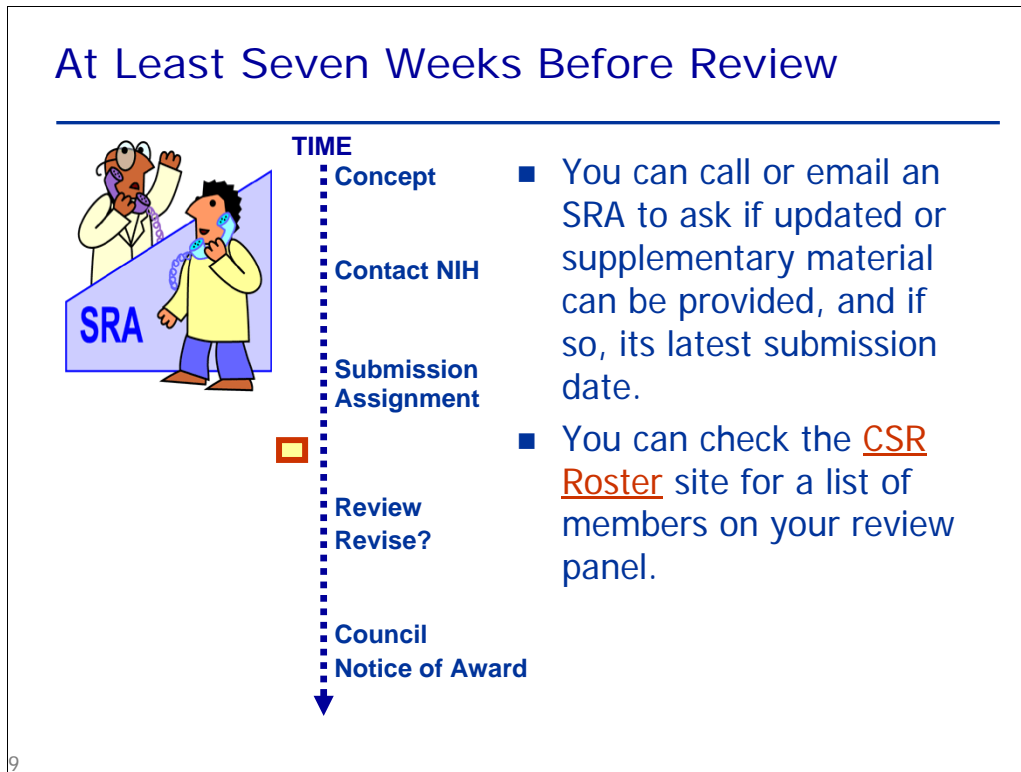 At Least Seven Weeks Before Review
SRA
TIME
Concept
Contact NIH
Submission
Assignment
Review
Revise?
Council
Notice of Award
■ You can call or email an
SRA to ask if updated or
supplementary material
can be provided, and if
so, its latest submission
date.
■ You can check the CSR
Roster site for a list of
members on your review
panel.
9